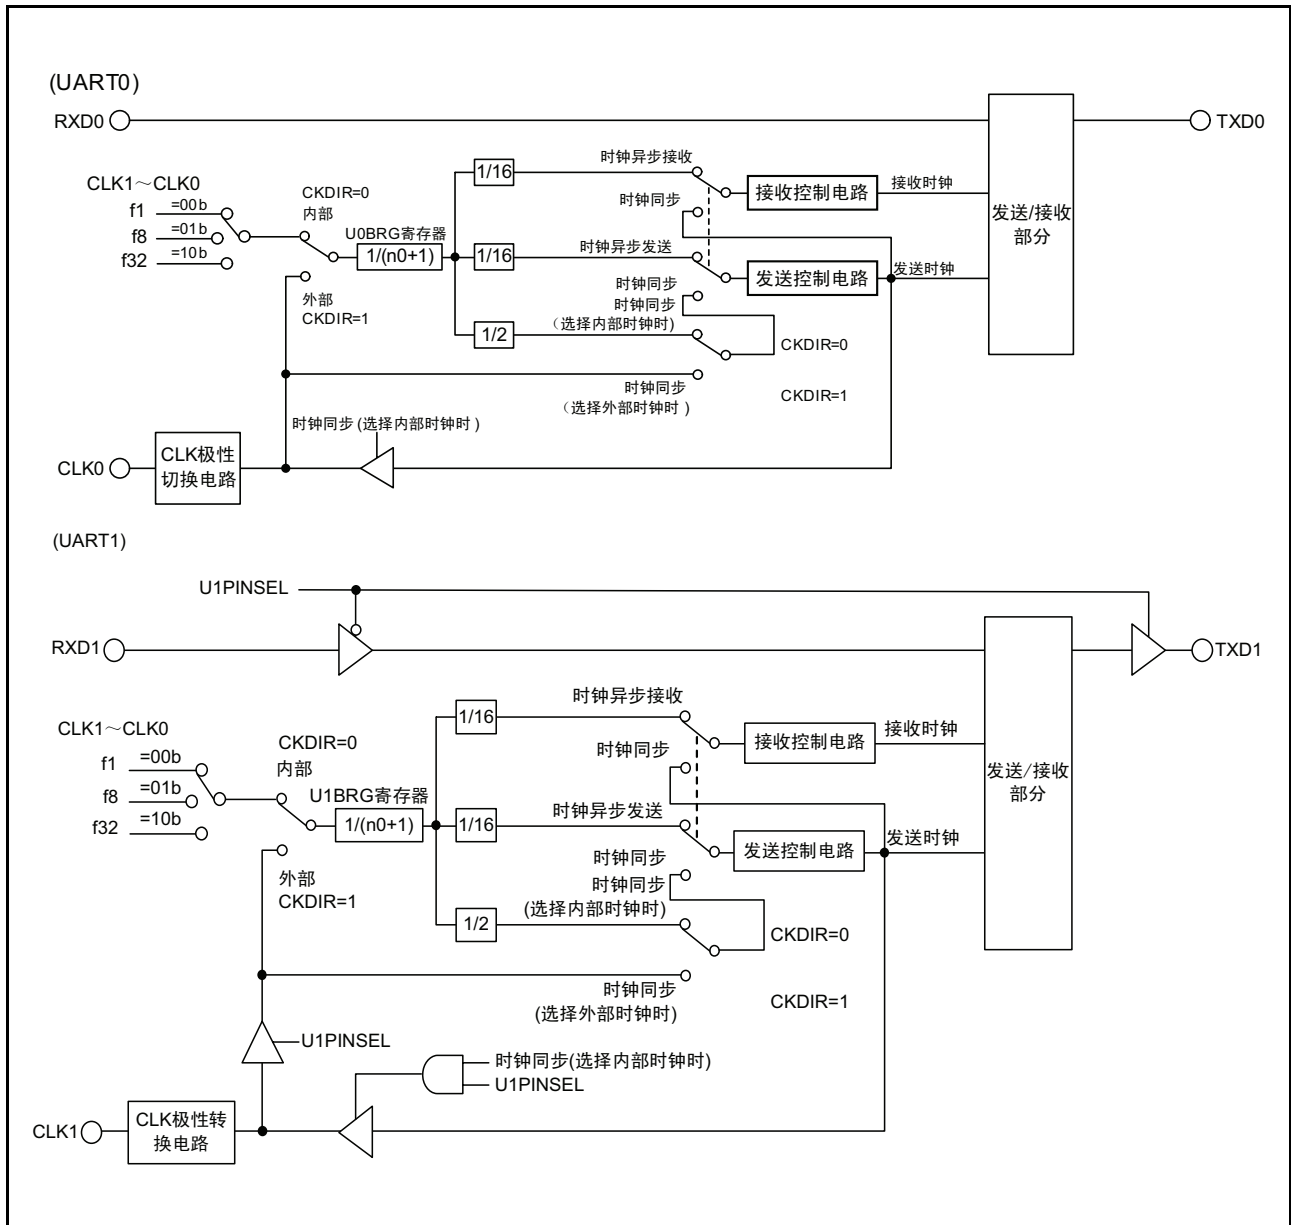 (UART0)
RXD0
TXD0
CLK1～CLK0
f1
=00b
f8
=01b
f32
=10b
CKDIR=0
内部
U0BRG寄存器
1/(n0+1)
外部
CKDIR=1
1/16
时钟异步接收
时钟同步
接收控制电路
接收时钟
1/16
时钟异步发送
发送控制电路
发送时钟
发送/接收
部分
时钟同步
时钟同步
（选择内部时钟时)
1/2
CKDIR=0
时钟同步
（选择外部时钟时 )
CKDIR=1
时钟同步 (选择内部时钟时 )
CLK0
CLK极性
切换电路
(UART1)
U1PINSEL
RXD1
TXD1
CLK1～CLK0
f1
=00b
f8
=01b
f32
=10b
CKDIR=0
内部
U1BRG寄存器
1/(n0+1)
外部
CKDIR=1
1/16
时钟异步接收
时钟同步
接收控制电路
接收时钟
1/16
时钟异步发送
发送控制电路
发送时钟
发送/接收
部分
时钟同步
时钟同步
(选择内部时钟时)
1/2
CKDIR=0
时钟同步
(选择外部时钟时)
CKDIR=1
U1PINSEL
时钟同步(选择内部时钟时)
U1PINSEL
CLK1
CLK极性转
换电路